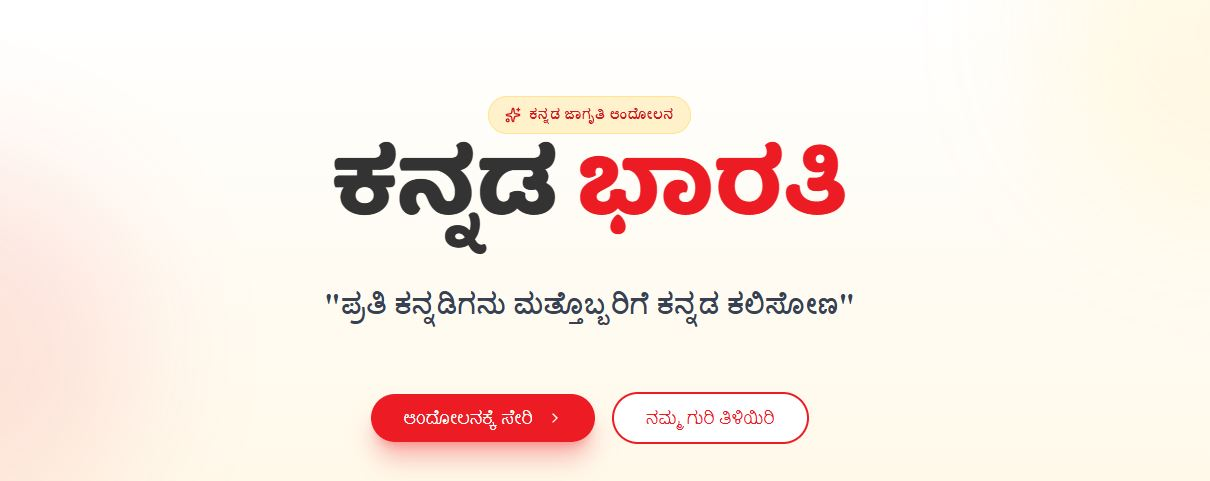 ಕನ್ನಡ ಜಾಗೃತಿ ಆಂದೋಲನ
ಕನ್ನಡ ಭಾರತಿ
"ಪ್ರತಿ ಕನ್ನಡಿಗನು ಮತ್ತೊಬ್ಬರಿಗೆ ಕನ್ನಡ ಕಲಿಸೋಣ"
ಆಂದೋಲನಕ್ಕೆ ಸೇರಿ
ನಮ್ಮ ಗುರಿ ತಿಳಿಯಿರಿ